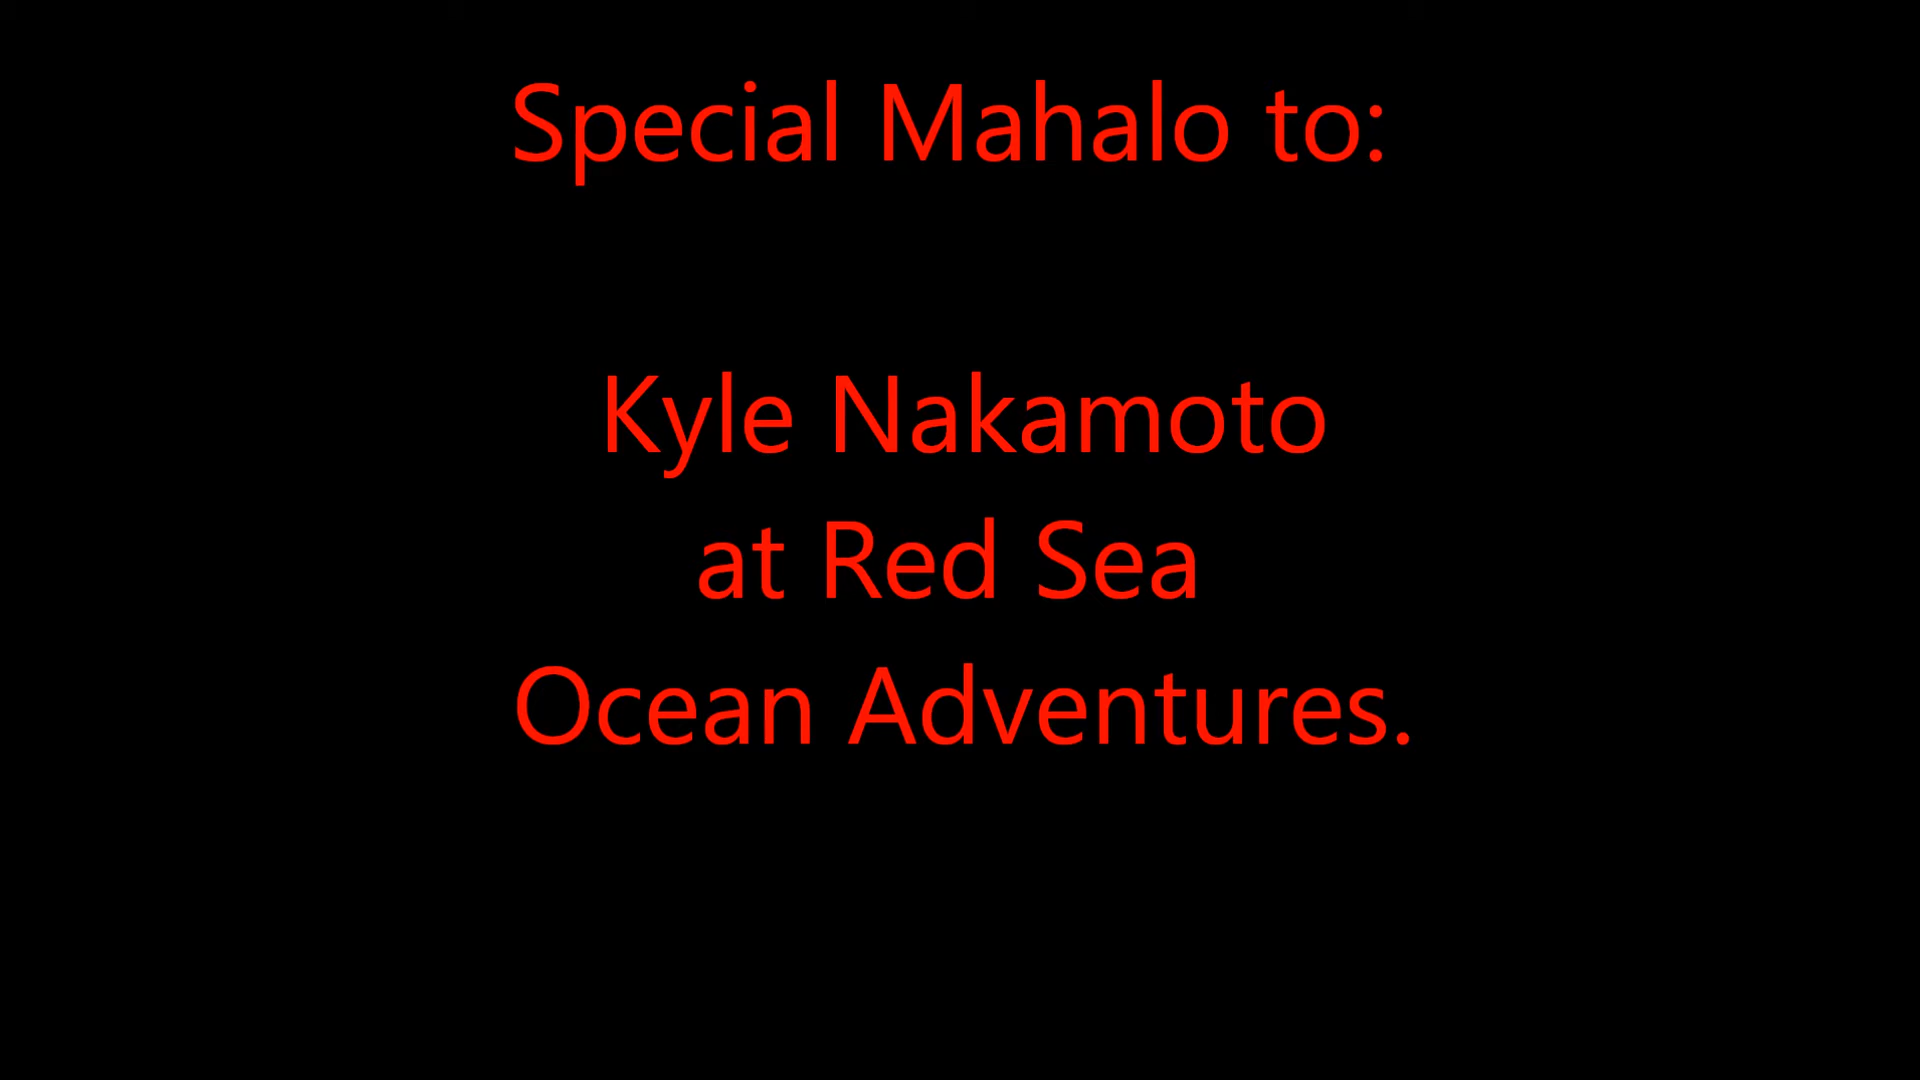 Special Mahalo to:
Kyle Nakamoto
at Red Sea
Ocean Adventures.